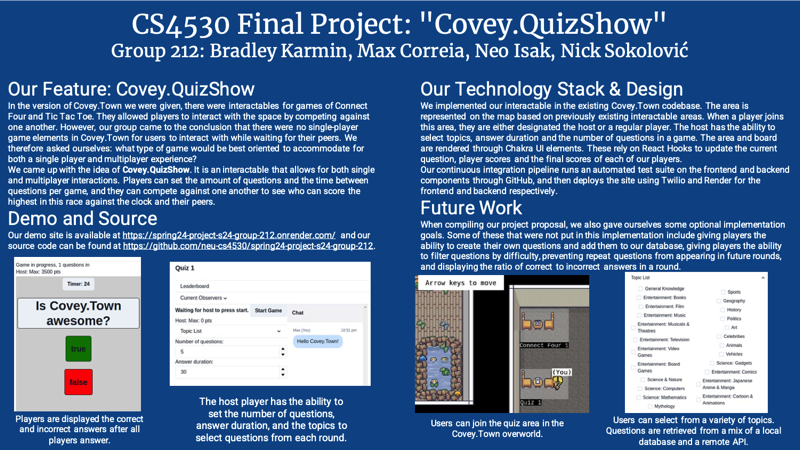 CS4530 Final Project: "Covey.QuizShow"
Group 212: Bradley Karmin, Max Correia, Neo Isak, Nick Sokolović
Our Feature: Covey.QuizShow
In the version of Covey.Town we were given, there were interactables for games of Connect
Four and Tic Tac Toe. They allowed players to interact with the space by competing against
one another. However, our group came to the conclusion that there were no single-player
game elements in Covey.Town for users to interact with while waiting for their peers. We
therefore asked ourselves: what type of game would be best oriented to accommodate for
both a single player and multiplayer experience?
We came up with the idea of Covey.QuizShow. It is an interactable that allows for both single
and multiplayer interactions. Players can set the amount of questions and the time between
questions per game, and they can compete against one another to see who can score the
highest in this race against the clock and their peers.
Demo and Source
Our demo site is available at https://spring24-project-s24-group-212.onrender.com/ and our
source code can be found at https://github.com/neu-cs4530/spring24-project-s24-group-212.
Game in progress, 1 questions in
Host: Max: 3500 pts
Timer: 24
Is Covey.Town
awesome?
true
false
Players are displayed the correct
and incorrect answers after all
players answer.
Quiz 1
Leaderboard
Current Observers
Waiting for host to press start. Start Game
Host: Max: 0 pts
Topic List
Number of questions:
5
Answer duration:
30
Chat
Max (You) 10:51 pm
Hello Covey.Town!
The host player has the ability to
set the number of questions,
answer duration, and the topics to
select questions from each round.
Our Technology Stack & Design
We implemented our interactable in the existing Covey.Town codebase. The area is
represented on the map based on previously existing interactable areas. When a player joins
this area, they are either designated the host or a regular player. The host has the ability to
select topics, answer duration and the number of questions in a game. The area and board
are rendered through Chakra UI elements. These rely on React Hooks to update the current
question, player scores and the final scores of each of our players.
Our continuous integration pipeline runs an automated test suite on the frontend and backend
components through GitHub, and then deploys the site using Twilio and Render for the
frontend and backend respectively.
Future Work
When compiling our project proposal, we also gave ourselves some optional implementation
goals. Some of these that were not put in this implementation include giving players the
ability to create their own questions and add them to our database, giving players the ability
to filter questions by difficulty, preventing repeat questions from appearing in future rounds,
and displaying the ratio of correct to incorrect answers in a round.
Arrow keys to move
Connect Four 1
(You)
Quiz 1
Users can join the quiz area in the
Covey.Town overworld.
Topic List
General Knowledge
Entertainment: Books
Entertainment: Film
Entertainment: Music
Entertainment: Musicals &
Theatres
Entertainment: Television
Entertainment: Video
Games
Entertainment: Board
Games
Science & Nature
Science: Computers
Science: Mathematics
Mythology
Sports
Geography
History
Politics
Art
Celebrities
Animals
Vehicles
Science: Gadgets
Entertainment: Comics
Entertainment: Japanese
Anime & Manga
Entertainment: Cartoon &
Animations
Users can select from a variety of topics.
Questions are retrieved from a mix of a local
database and a remote API.